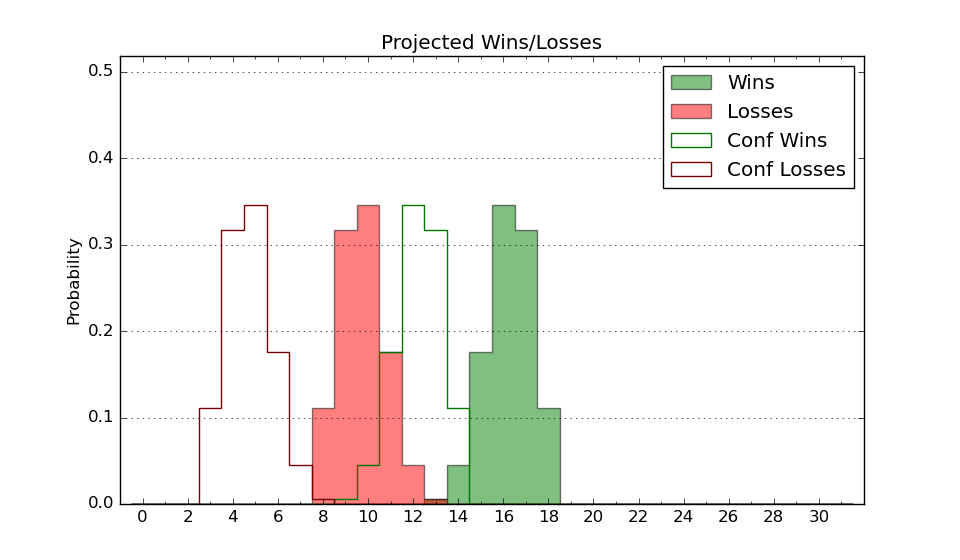 Projected Wins/Losses
Probability
0.5
0.4
0.3
0.2
0.1
0.0
0 2 4 6 8 10 12 14 16 18 20 22 24 26 28 30
Wins
Losses
Conf Wins
Conf Losses